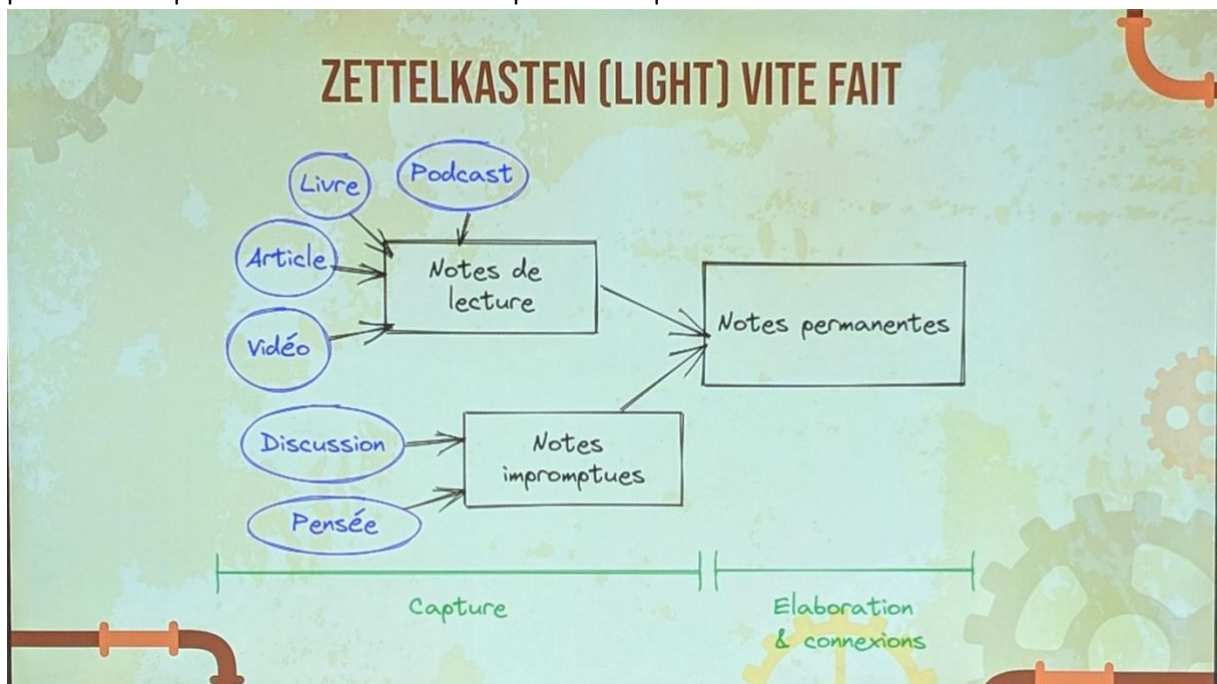 ZETTELKASTEN (LIGHT) VITE FAIT
Livre
Podcast
Article
Vidéo
Notes de
lecture
Notes permanentes
Discussion
Pensée
Notes
impromptues
Capture
Elaboration
& connexions